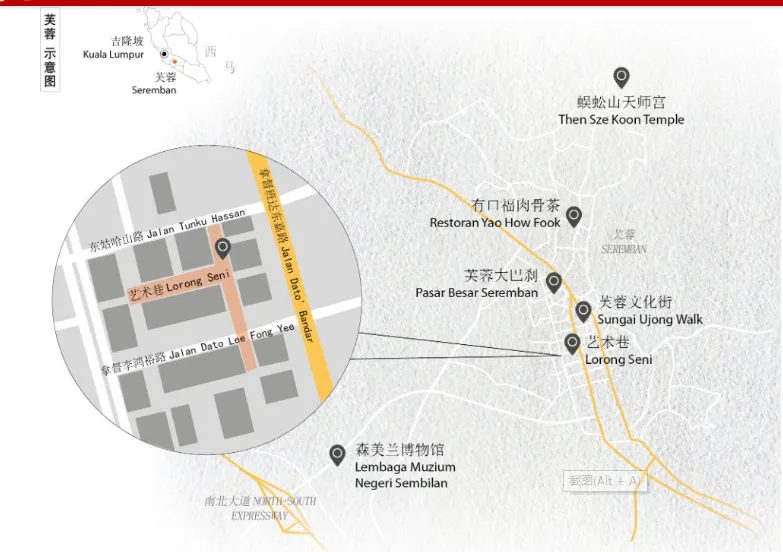 芙蓉 示意图
吉隆坡
Kuala Lumpur
西马
芙蓉
Seremban
蜈蚣山天师宫
Then Sze Koon Temple
有口福肉骨茶
Restoran Yao How Fook
芙蓉
SEREMBAN
芙蓉大巴刹
Pasar Besar Seremban
芙蓉文化街
Sungai Ujong Walk
艺术巷
Lorong Seni
拿督班达东嘉路 Jalan Dato' Bandar
东姑哈山路 Jalan Tunku Hassan
艺术巷 Lorong Seni
拿督李鸿裕路 Jalan Dato Lee Fong Yee
森美兰博物馆
Lembaga Muzium
Negeri Sembilan
截图(Alt + A)
南北大道 NORTH-SOUTH
EXPRESSWAY